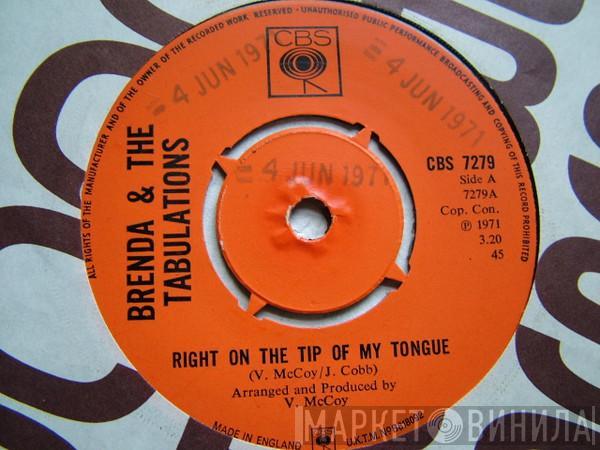 ALL RIGHTS OF THE MANUFACTURER AND OF THE OWNER OF THE RECORDED WORK RESERVED · UNAUTHORISED PUBLIC PERFORMANCE BROADCASTING AND COPYING OF THIS RECORD PROHIBITED
CBS
4 JUN 1971
4 JUN 1971
4 JUN 1971
BRENDA & THE
TABULATIONS
CBS 7279
Side A
7279A
Cop. Con.
℗ 1971
3.20
45
RIGHT ON THE TIP OF MY TONGUE
(V. McCoy/J. Cobb)
Arranged and Produced by
V. McCoy
MADE IN ENGLAND
U.K.T.M. No
МАРКЕТ ВИНИЛА